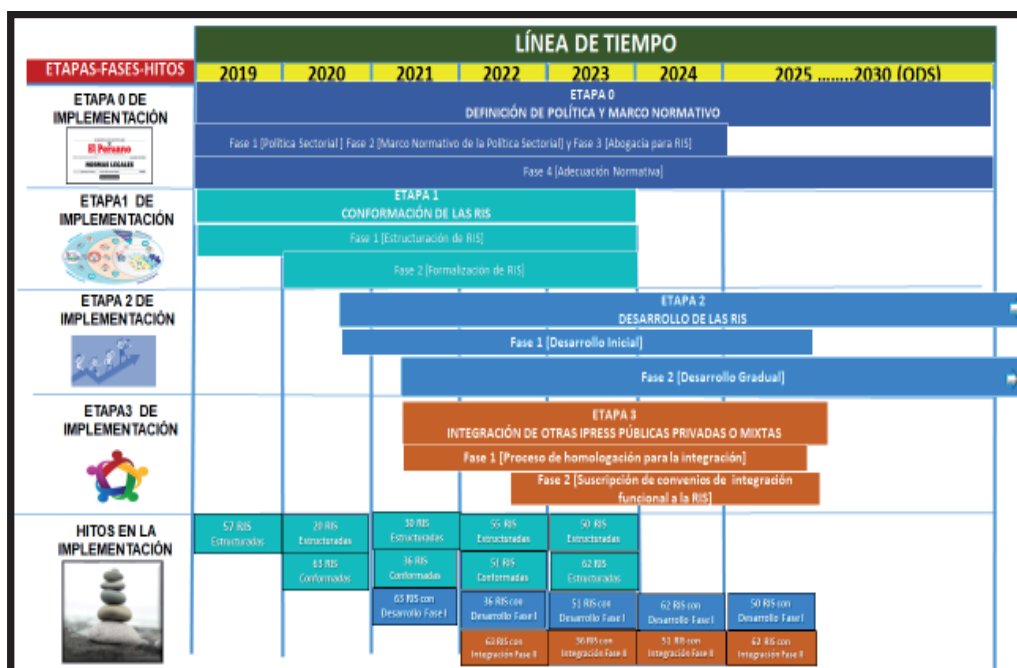 LÍNEA DE TIEMPO
ETAPAS-FASES-HITOS
2019
2020
2021
2022
2023
2024
2025 ........2030 (ODS)
ETAPA 0 DE
IMPLEMENTACIÓN
El Peruano
NORMAS LEGALES
ETAPA 0
DEFINICIÓN DE POLÍTICA Y MARCO NORMATIVO
Fase 1 [Política Sectorial ] Fase 2 [Marco Normativo de la Política Sectorial] y Fase 3 [Abogacía para RIS]
Fase 4 [Adecuación Normativa]
ETAPA1 DE
IMPLEMENTACIÓN
ETAPA 1
CONFORMACIÓN DE LAS RIS
Fase 1 [Estructuración de RIS]
Fase 2 [Formalización de RIS]
ETAPA 2 DE
IMPLEMENTACIÓN
ETAPA 2
DESARROLLO DE LAS RIS
Fase 1 [Desarrollo Inicial]
Fase 2 [Desarrollo Gradual]
ETAPA3 DE
IMPLEMENTACIÓN
ETAPA 3
INTEGRACIÓN DE OTRAS IPRESS PÚBLICAS PRIVADAS O MIXTAS
Fase 1 [Proceso de homologación para la integración]
Fase 2 [Suscripción de convenios de integración
funcional a la RIS]
HITOS EN LA
IMPLEMENTACIÓN
57 RIS
Estructuradas
20 RIS
Estructuradas
30 RIS
Estructuradas
55 RIS
Estructuradas
50 RIS
Estructuradas
63 RIS
Conformadas
36 RIS
Conformadas
51 RIS
Conformadas
62 RIS
Estructuradas
63 RIS con
Desarrollo Fase I
36 RIS con
Desarrollo Fase I
51 RIS con
Desarrollo Fase I
62 RIS con
Desarrollo Fase I
50 RIS con
Desarrollo Fase I
63 RIS con
Integración Fase II
36 RIS con
Integración Fase II
51 RIS con
Integración Fase II
62 RIS con
Integración Fase II